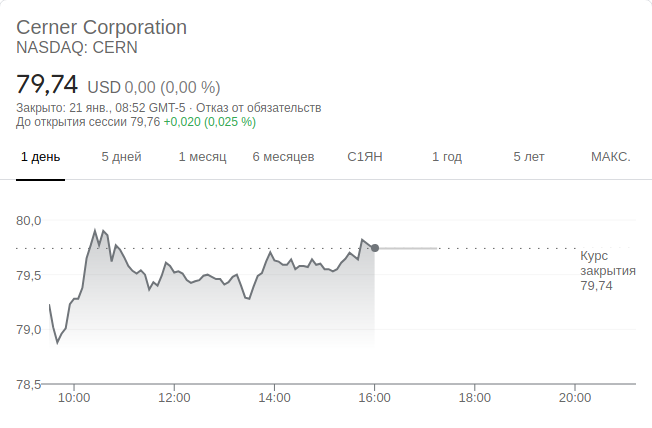 Cerner Corporation
NASDAQ: CERN
79,74 USD 0,00 (0,00 %)
Закрыто: 21 янв., 08:52 GMT-5 · Отказ от обязательств
До открытия сессии 79,76 +0,020 (0,025 %)
1 день 5 дней 1 месяц 6 месяцев С1ЯН 1 год 5 лет МАКС.
80,0
79,5
79,0
78,5
Курс
закрытия
79,74
10:00 12:00 14:00 16:00 18:00 20:00